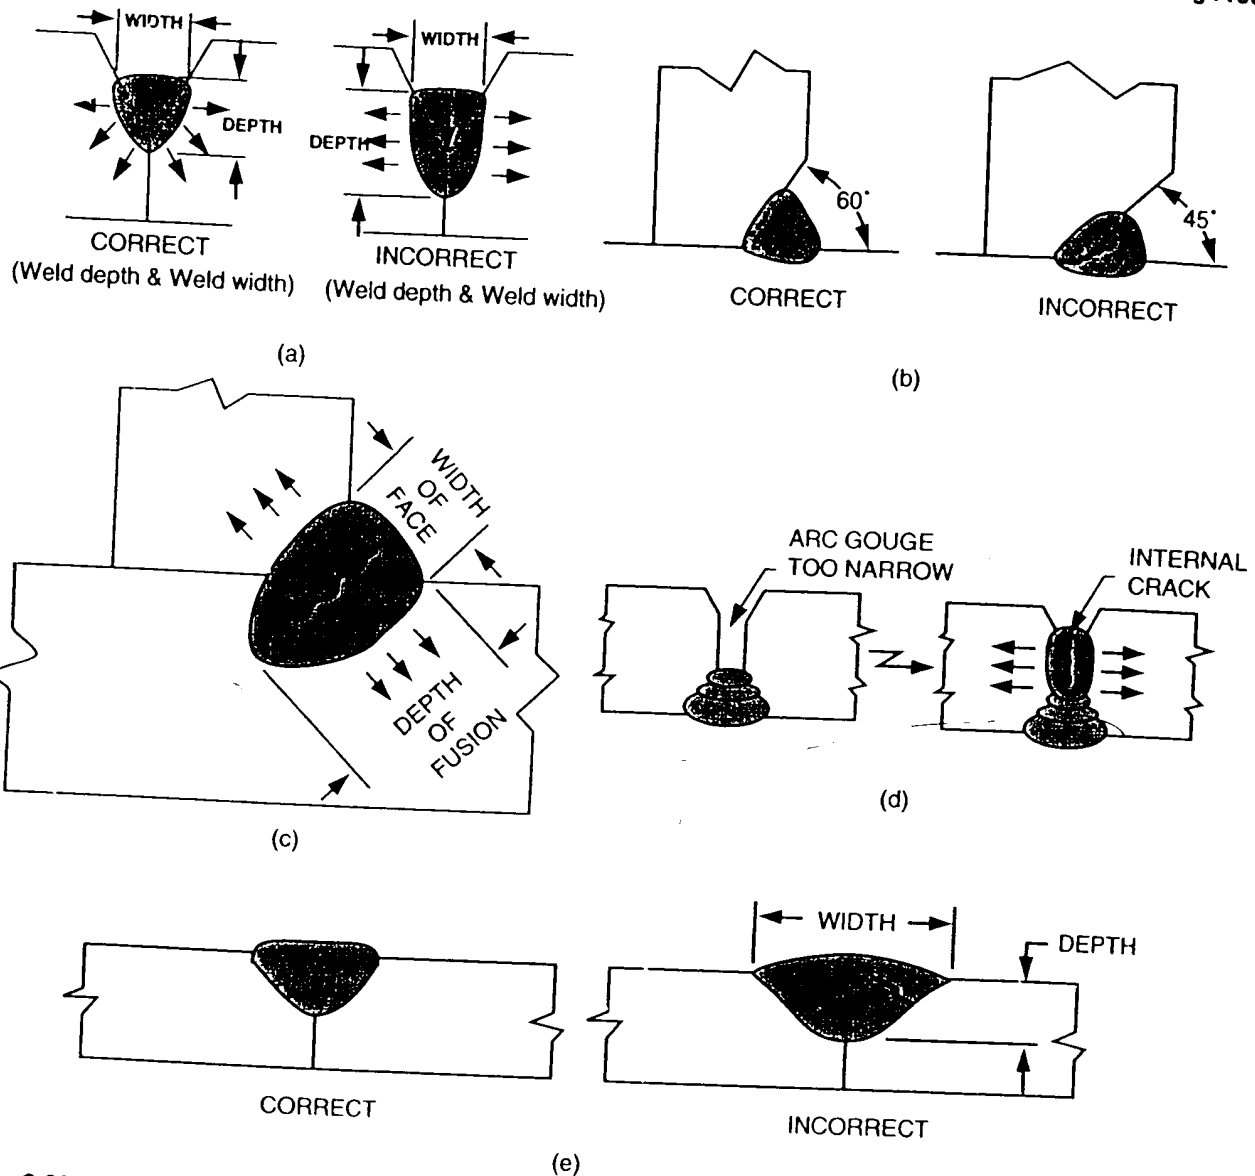 WIDTH
DEPTH
CORRECT
(Weld depth & Weld width)
WIDTH
DEPTH
INCORRECT
(Weld depth & Weld width)
(a)
60°
CORRECT
45°
INCORRECT
(b)
WIDTH
OF
FACE
DEPTH
OF
FUSION
(c)
ARC GOUGE
TOO NARROW
INTERNAL
CRACK
(d)
CORRECT
WIDTH
DEPTH
INCORRECT
(e)